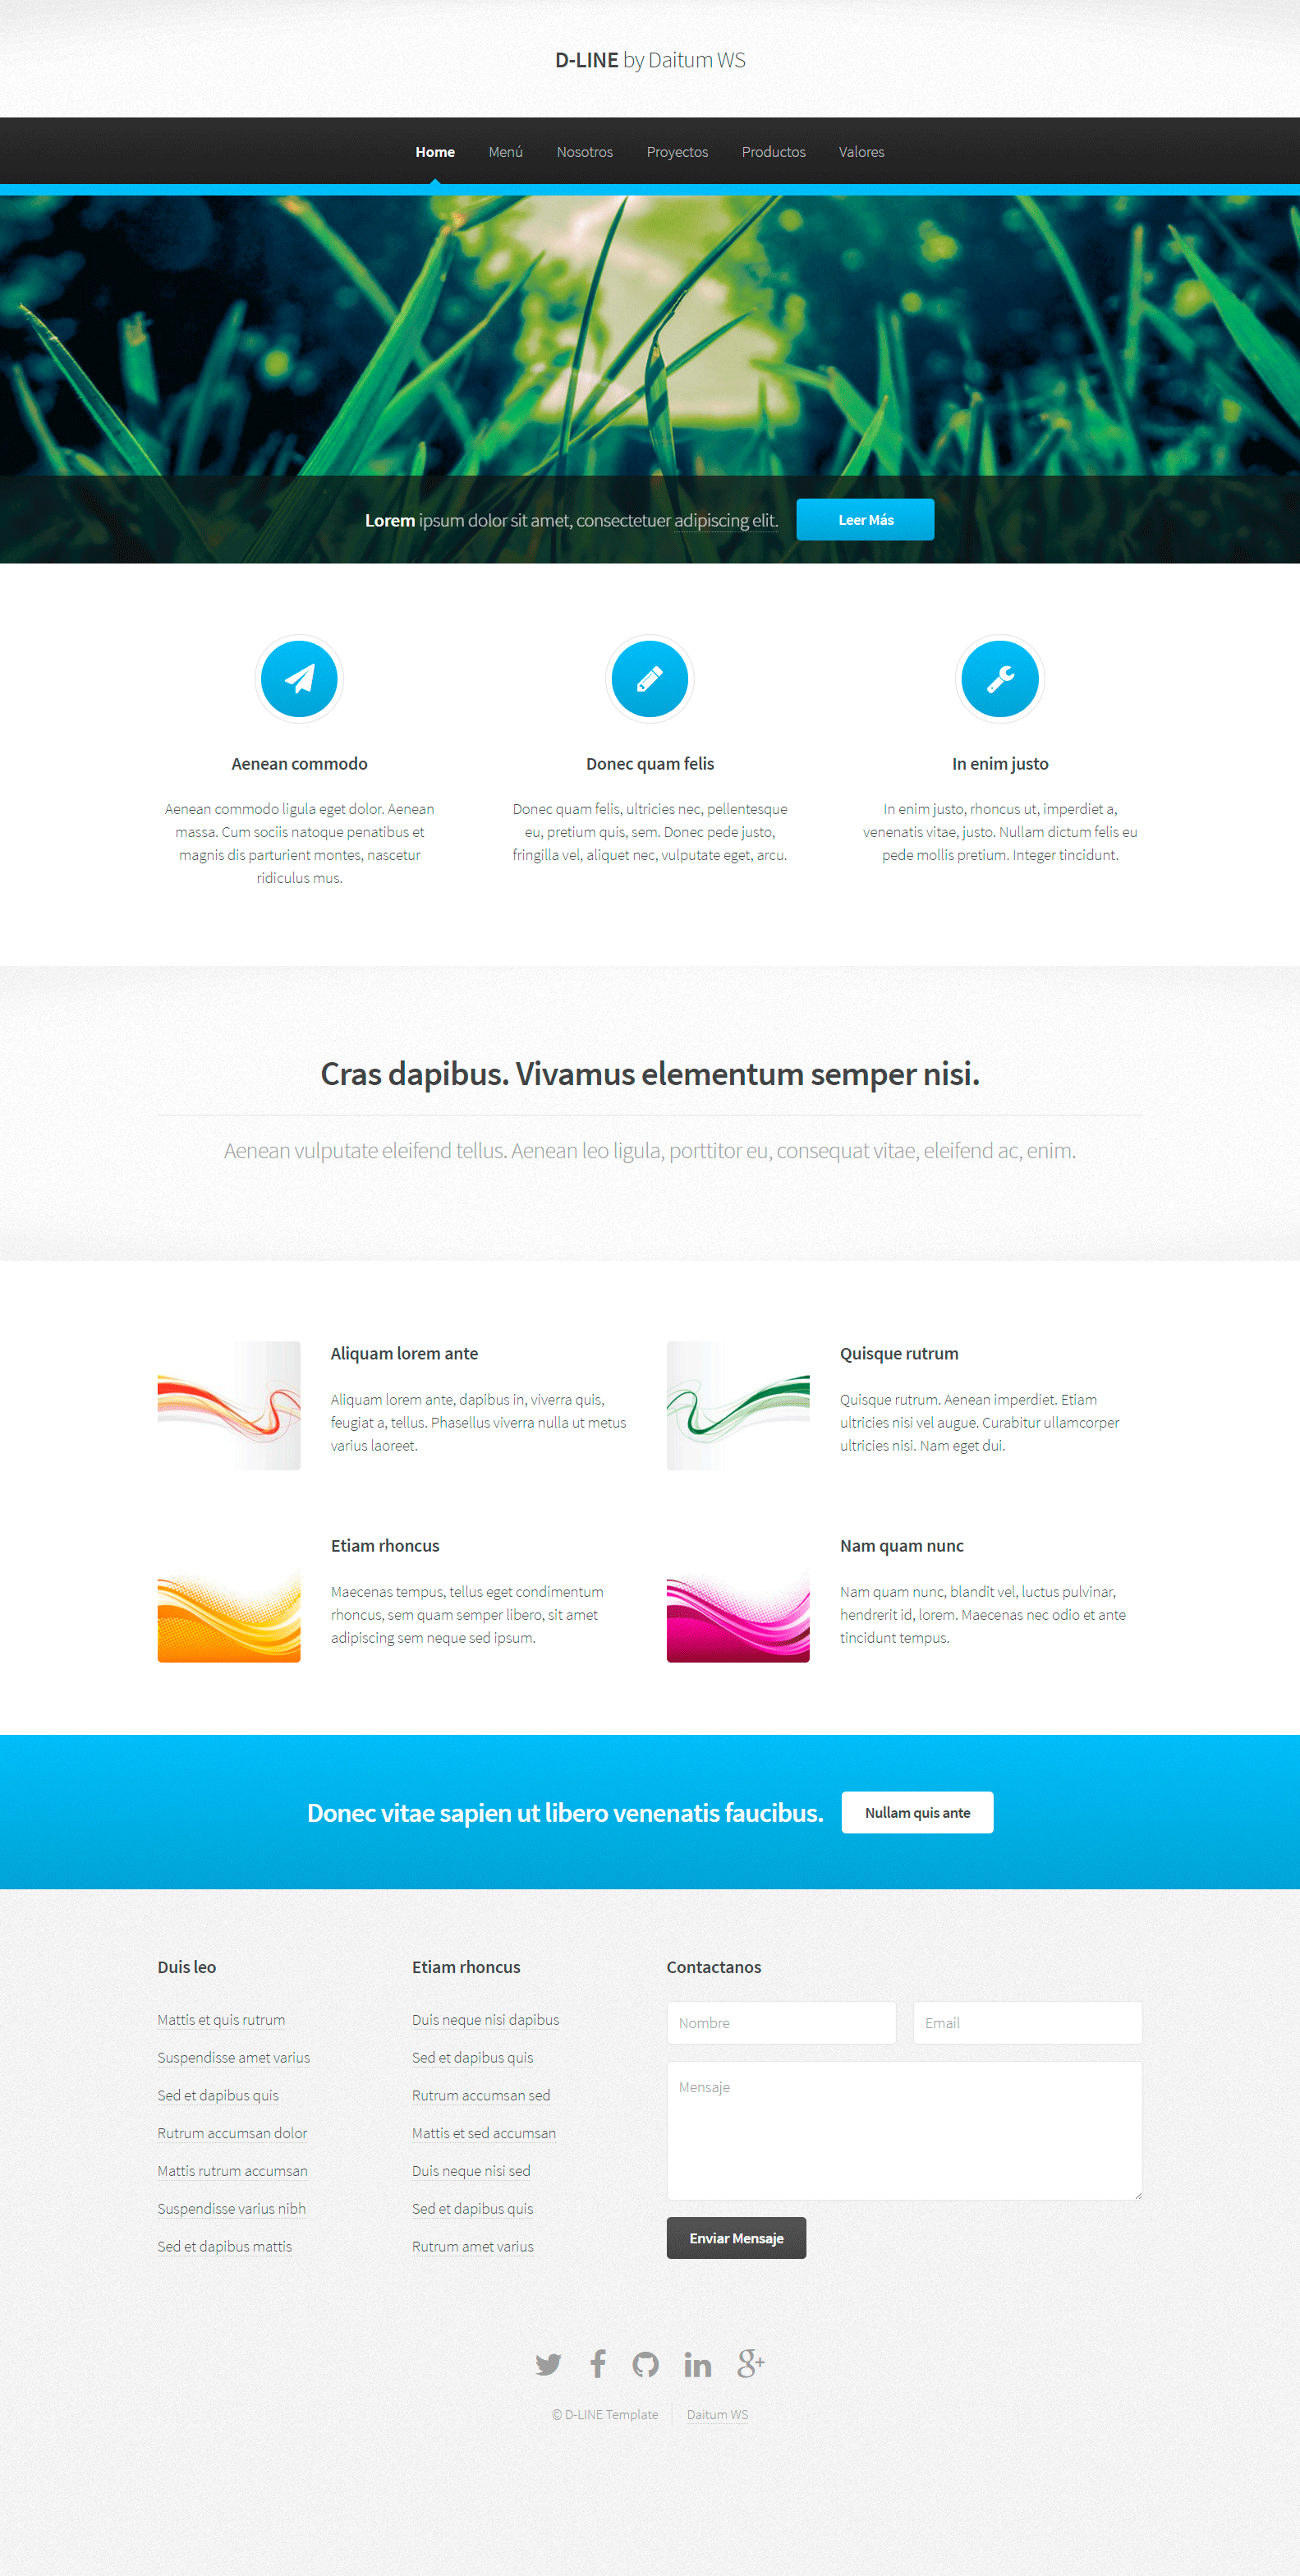 D-LINE by Daitum WS
Home Menú Nosotros Proyectos Productos Valores
Lorem ipsum dolor sit amet, consectetuer adipiscing elit.
Leer Más
Aenean commodo
Aenean commodo ligula eget dolor. Aenean
massa. Cum sociis natoque penatibus et
magnis dis parturient montes, nascetur
ridiculus mus.
Donec quam felis
Donec quam felis, ultricies nec, pellentesque
eu, pretium quis, sem. Donec pede justo,
fringilla vel, aliquet nec, vulputate eget, arcu.
In enim justo
In enim justo, rhoncus ut, imperdiet a,
venenatis vitae, justo. Nullam dictum felis eu
pede mollis pretium. Integer tincidunt.
Cras dapibus. Vivamus elementum semper nisi.
Aenean vulputate eleifend tellus. Aenean leo ligula, porttitor eu, consequat vitae, eleifend ac, enim.
Aliquam lorem ante
Aliquam lorem ante, dapibus in, viverra quis,
feugiat a, tellus. Phasellus viverra nulla ut metus
varius laoreet.
Quisque rutrum
Quisque rutrum. Aenean imperdiet. Etiam
ultricies nisi vel augue. Curabitur ullamcorper
ultricies nisi. Nam eget dui.
Etiam rhoncus
Maecenas tempus, tellus eget condimentum
rhoncus, sem quam semper libero, sit amet
adipiscing sem neque sed ipsum.
Nam quam nunc
Nam quam nunc, blandit vel, luctus pulvinar,
hendrerit id, lorem. Maecenas nec odio et ante
tincidunt tempus.
Donec vitae sapien ut libero venenatis faucibus.
Nullam quis ante
Duis leo
Mattis et quis rutrum
Suspendisse amet varius
Sed et dapibus quis
Rutrum accumsan dolor
Mattis rutrum accumsan
Suspendisse varius nibh
Sed et dapibus mattis
Etiam rhoncus
Duis neque nisi dapibus
Sed et dapibus quis
Rutrum accumsan sed
Mattis et sed accumsan
Duis neque nisi sed
Sed et dapibus quis
Rutrum amet varius
Contactanos
Nombre
Email
Mensaje
Enviar Mensaje
© D-LINE Template
Daitum WS